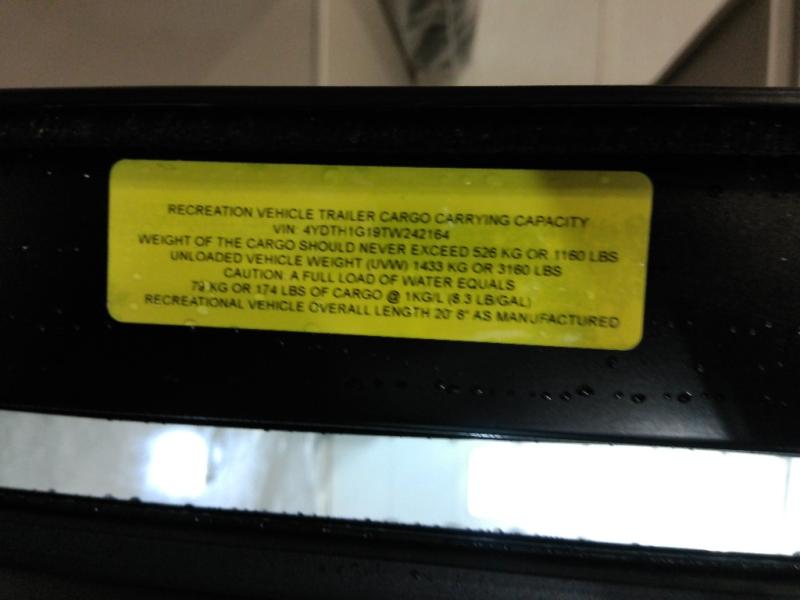 RECREATION VEHICLE TRAILER CARGO CARRYING CAPACITY
VIN: 4YDTH1G19TW242164
WEIGHT OF THE CARGO SHOULD NEVER EXCEED 526 KG OR 1160 LBS
UNLOADED VEHICLE WEIGHT (UVW) 1433 KG OR 3160 LBS
CAUTION: A FULL LOAD OF WATER EQUALS
79 KG OR 174 LBS OF CARGO @ 1KG/L (8.3 LB/GAL)
RECREATIONAL VEHICLE OVERALL LENGTH 20' 6" AS MANUFACTURED